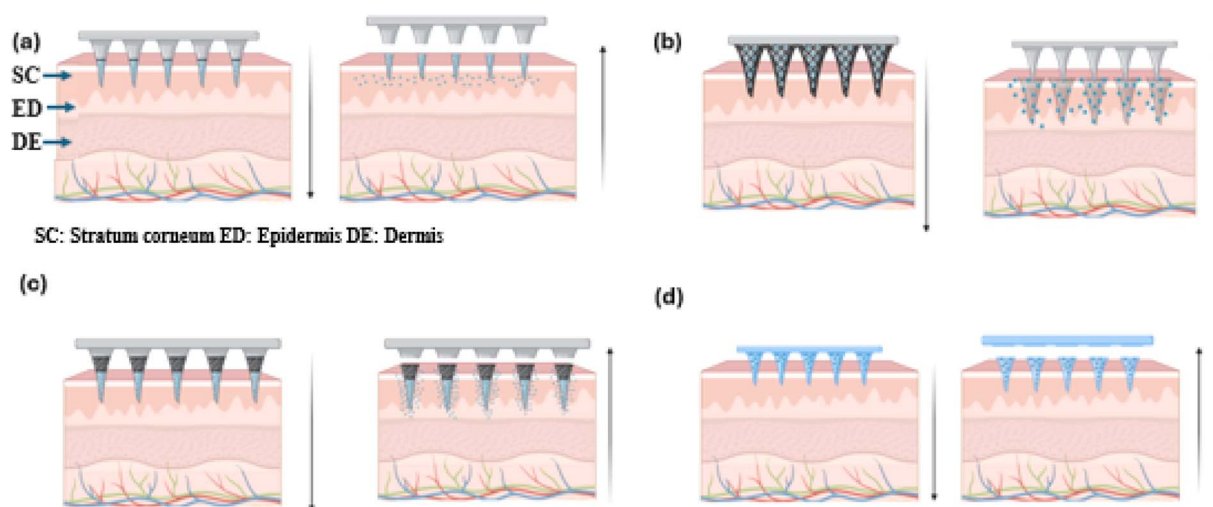 (a)
SC
ED
DE
SC: Stratum corneum ED: Epidermis DE: Dermis
(b)
(c)
(d)